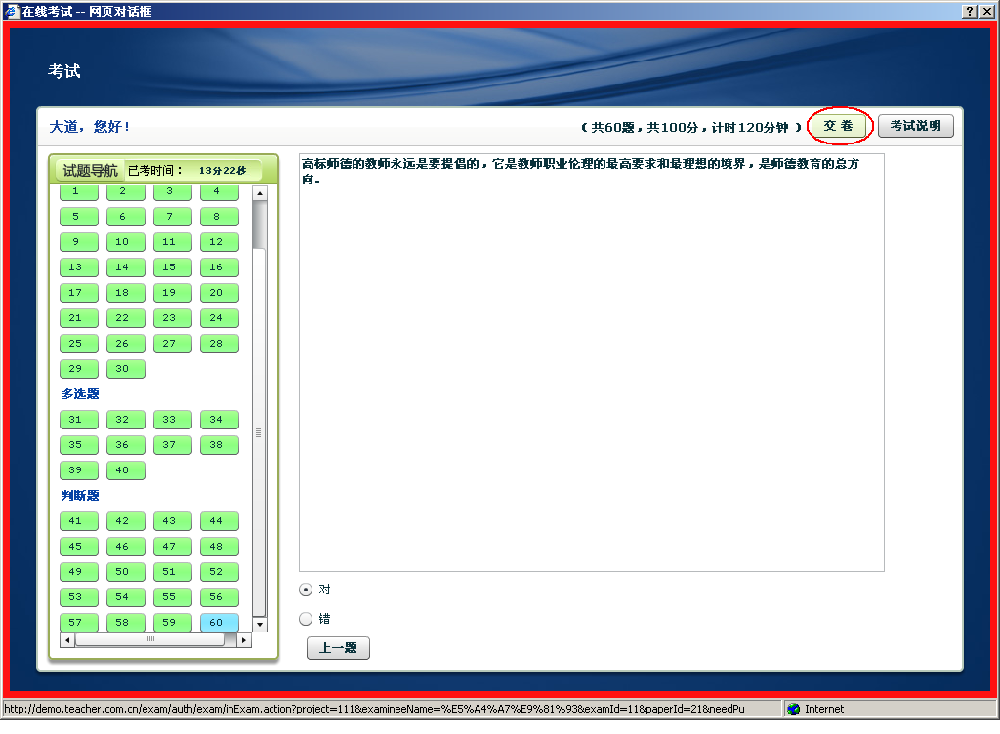 在线考试 -- 网页对话框
考试
大道，您好！
（共60题，共100分，计时120分钟 ）
交 卷
考试说明
试题导航 已考时间： 13分22秒
1 2 3 4
5 6 7 8
9 10 11 12
13 14 15 16
17 18 19 20
21 22 23 24
25 26 27 28
29 30
多选题
31 32 33 34
35 36 37 38
39 40
判断题
41 42 43 44
45 46 47 48
49 50 51 52
53 54 55 56
57 58 59 60
高标师德的教师永远是要提倡的，它是教师职业伦理的最高要求和最理想的境界，是师德教育的总方
向。
对
错
上一题
http://demo.teacher.com.cn/exam/auth/exam/inExam.action?project=111&examineeName=%E5%A4%A7%E9%81%93&examId=11&paperId=21&needPu
Internet